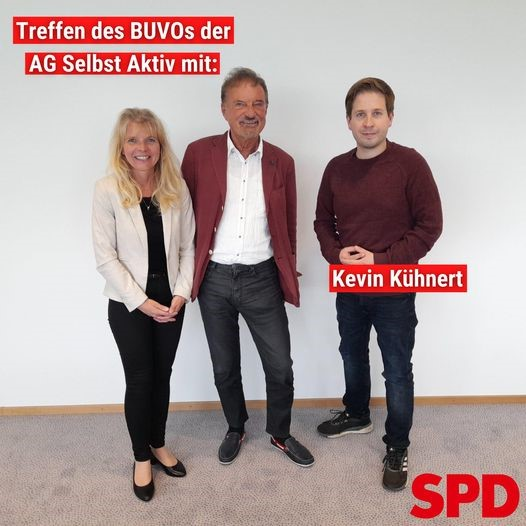 Treffen des BUVOs der
AG Selbst Aktiv mit:
Kevin Kühnert
SPD